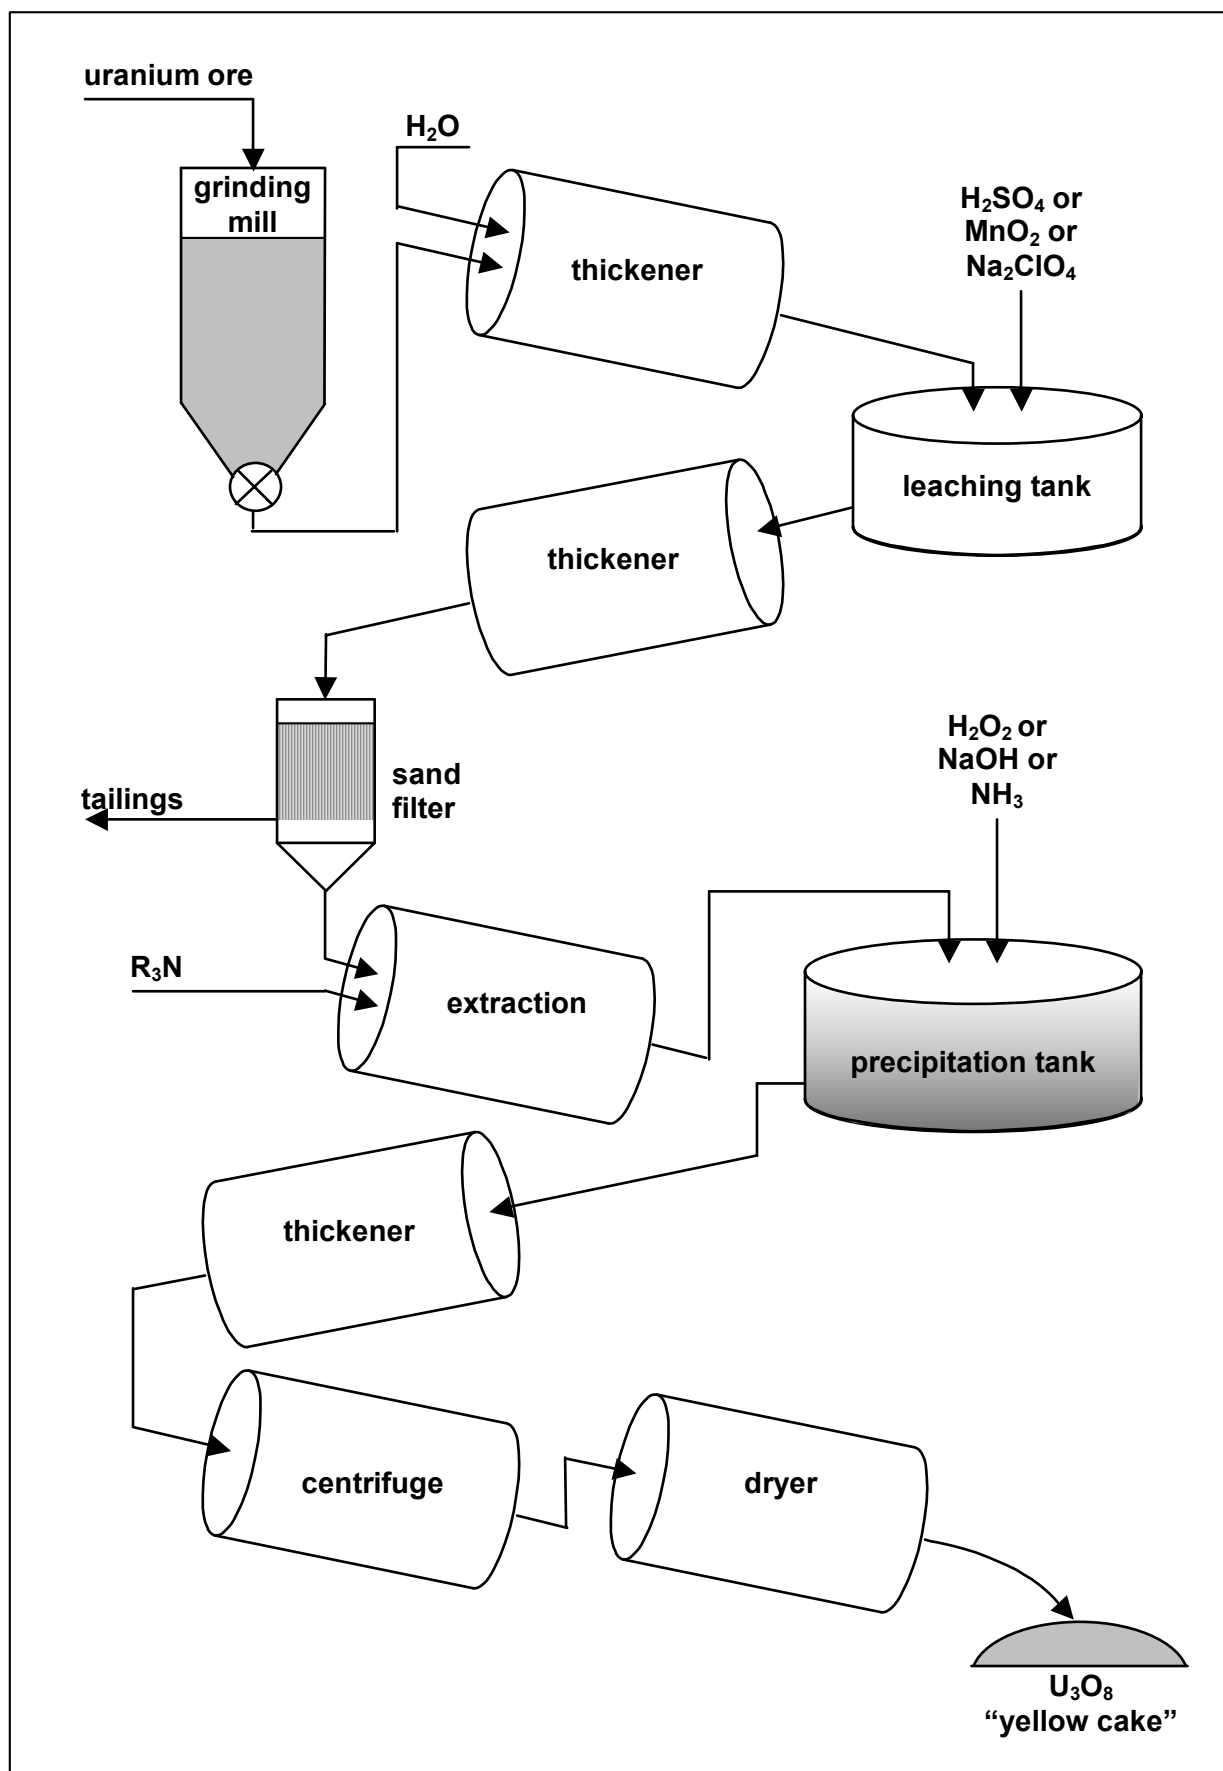 uranium ore
H₂O
grinding
mill
thickener
H₂SO₄ or
MnO₂ or
Na₂ClO₄
leaching tank
thickener
sand
filter
tailings
H₂O₂ or
NaOH or
NH₃
R₃N
extraction
precipitation tank
thickener
centrifuge
dryer
U₃O₈
“yellow cake”